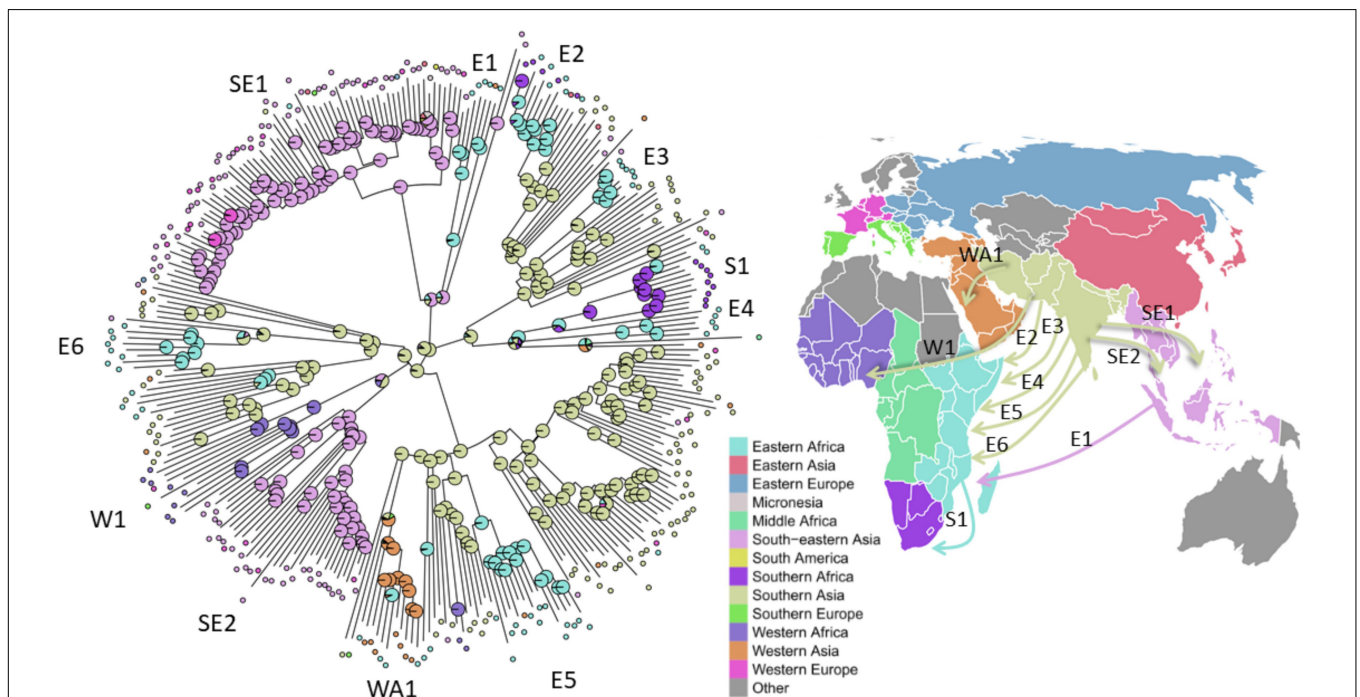 E1
E2
SE1
E3
S1
E4
E6
W1
SE2
WA1
E5
WA1
SE1
E2
E3
W1
SE2
E4
E5
E1
E6
S1
Eastern Africa
Eastern Asia
Eastern Europe
Micronesia
Middle Africa
South-eastern Asia
South America
Southern Africa
Southern Asia
Southern Europe
Western Africa
Western Asia
Western Europe
Other